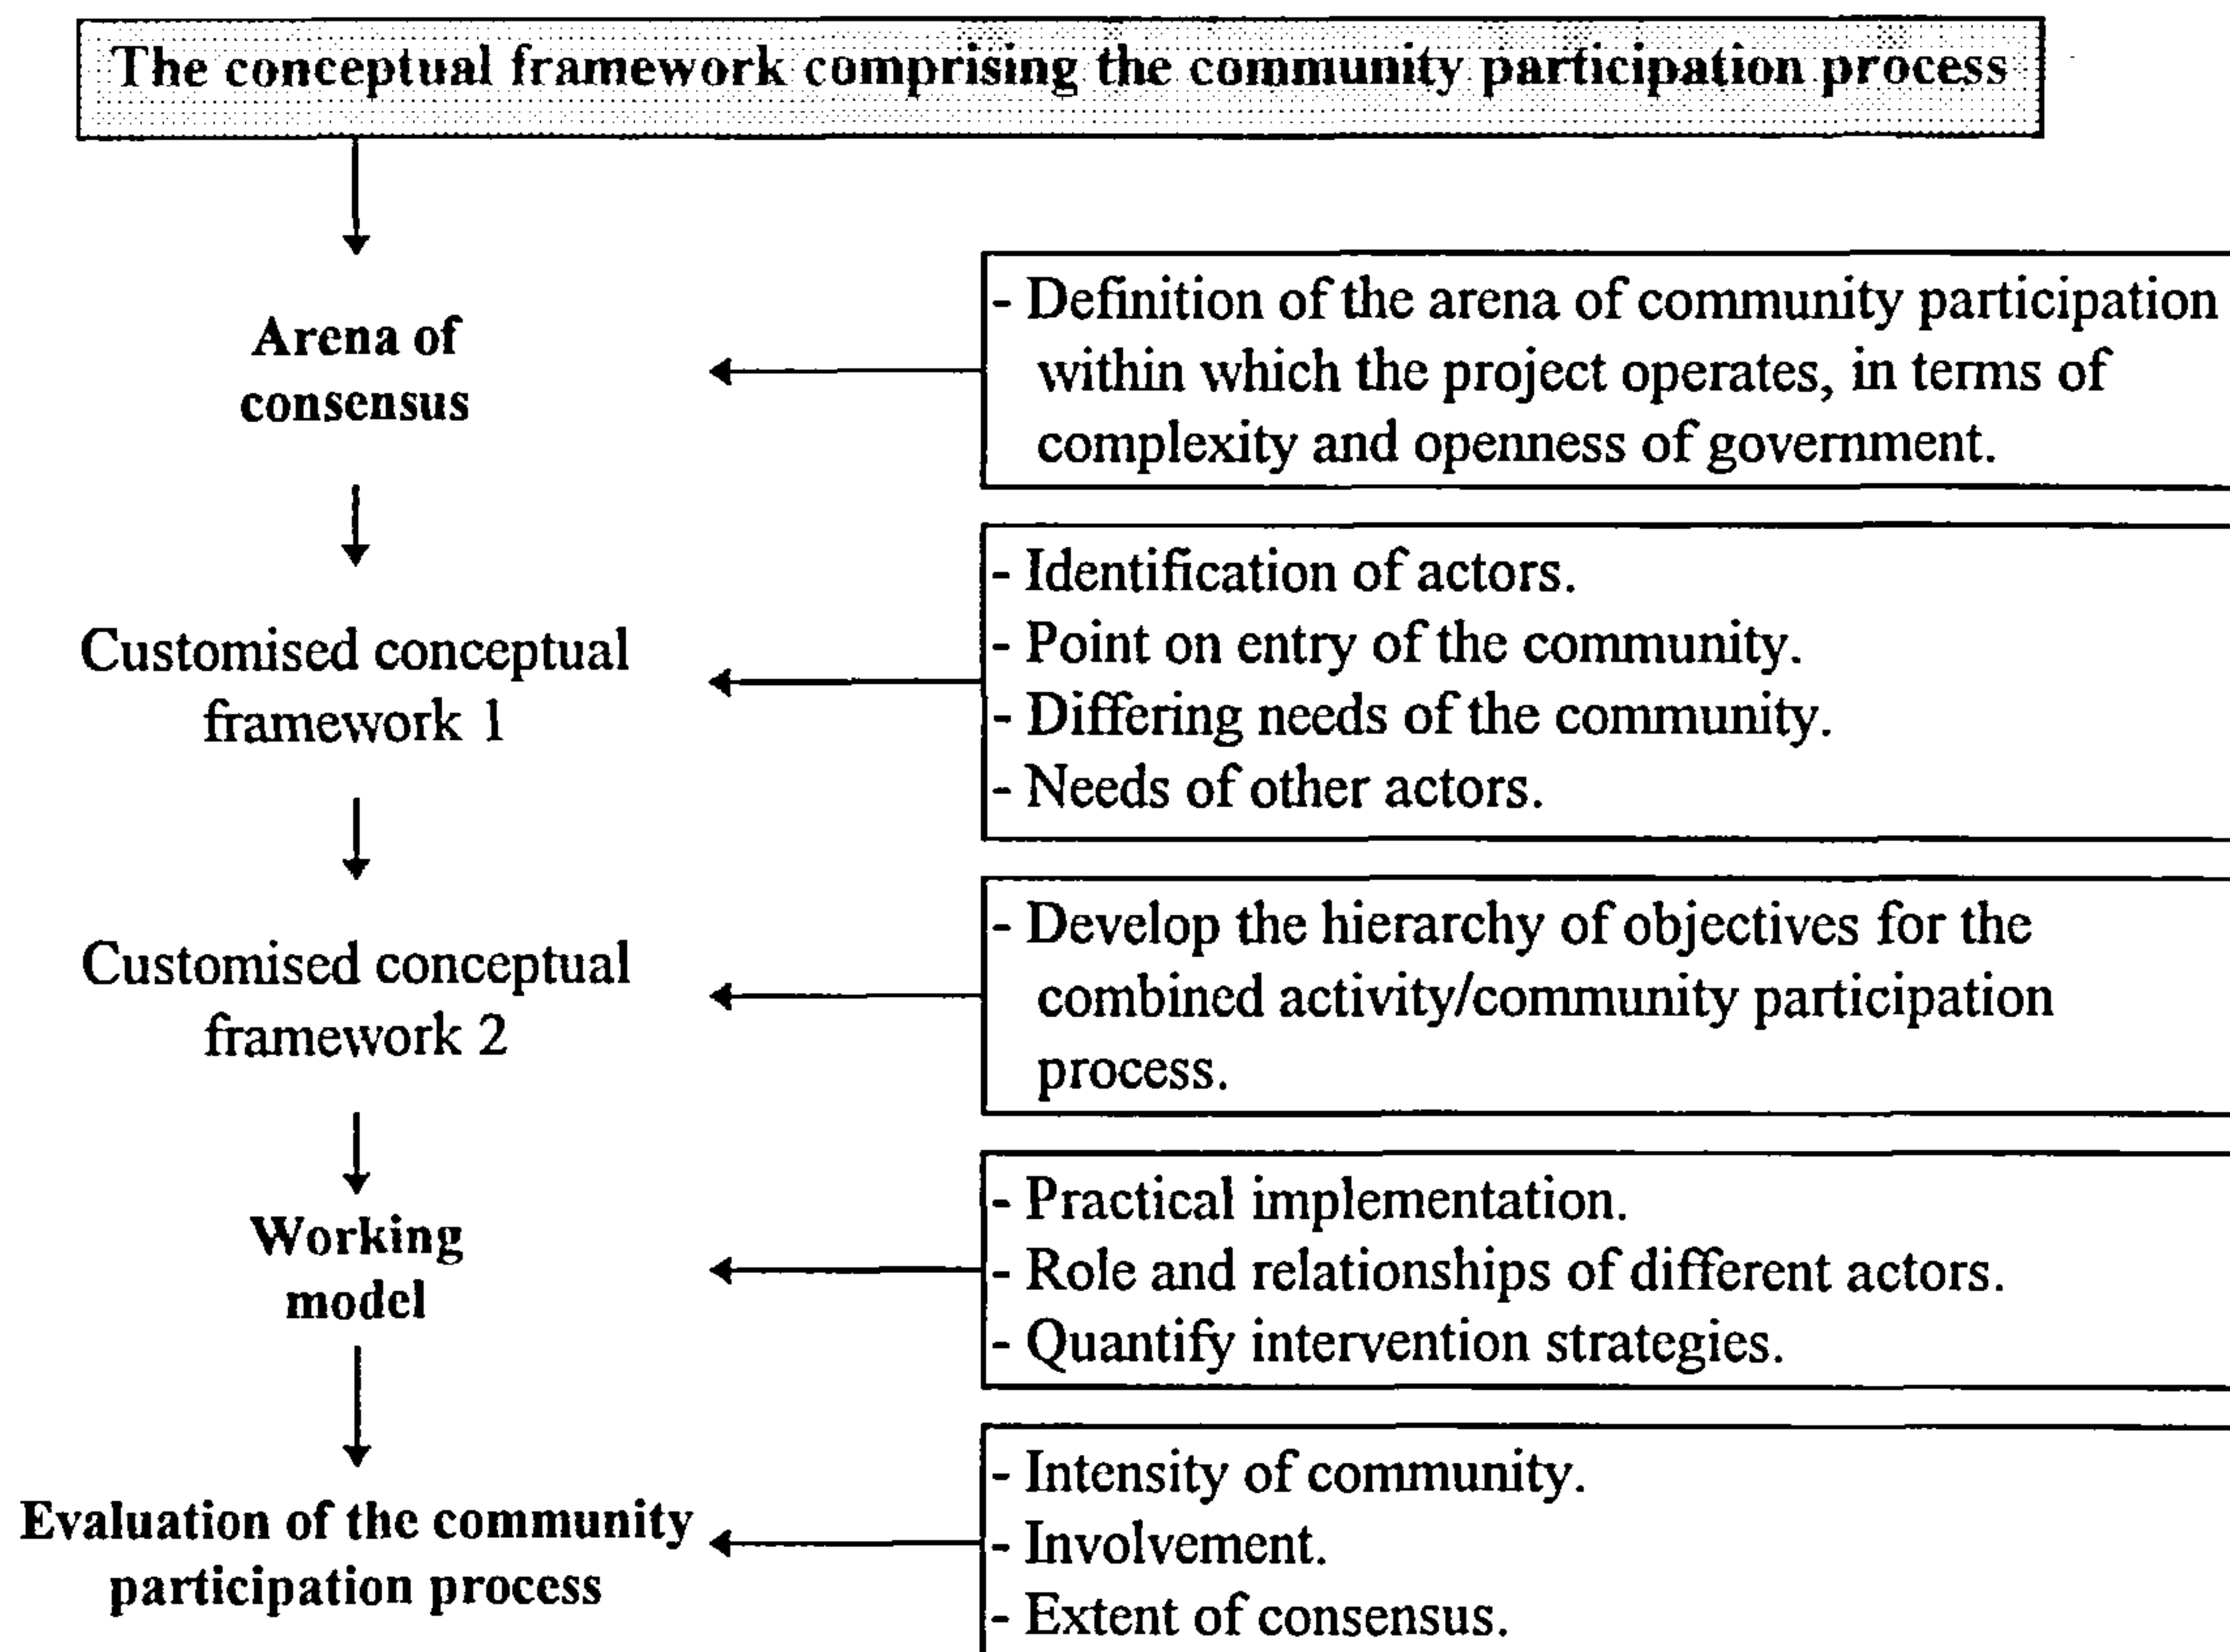 The conceptual framework comprising the community participation process
Arena of
consensus
- Definition of the arena of community participation
within which the project operates, in terms of
complexity and openness of government.
Customised conceptual
framework 1
- Identification of actors.
- Point on entry of the community.
- Differing needs of the community.
- Needs of other actors.
Customised conceptual
framework 2
- Develop the hierarchy of objectives for the
combined activity/community participation
process.
Working
model
- Practical implementation.
- Role and relationships of different actors.
- Quantify intervention strategies.
Evaluation of the community
participation process
- Intensity of community.
- Involvement.
- Extent of consensus.